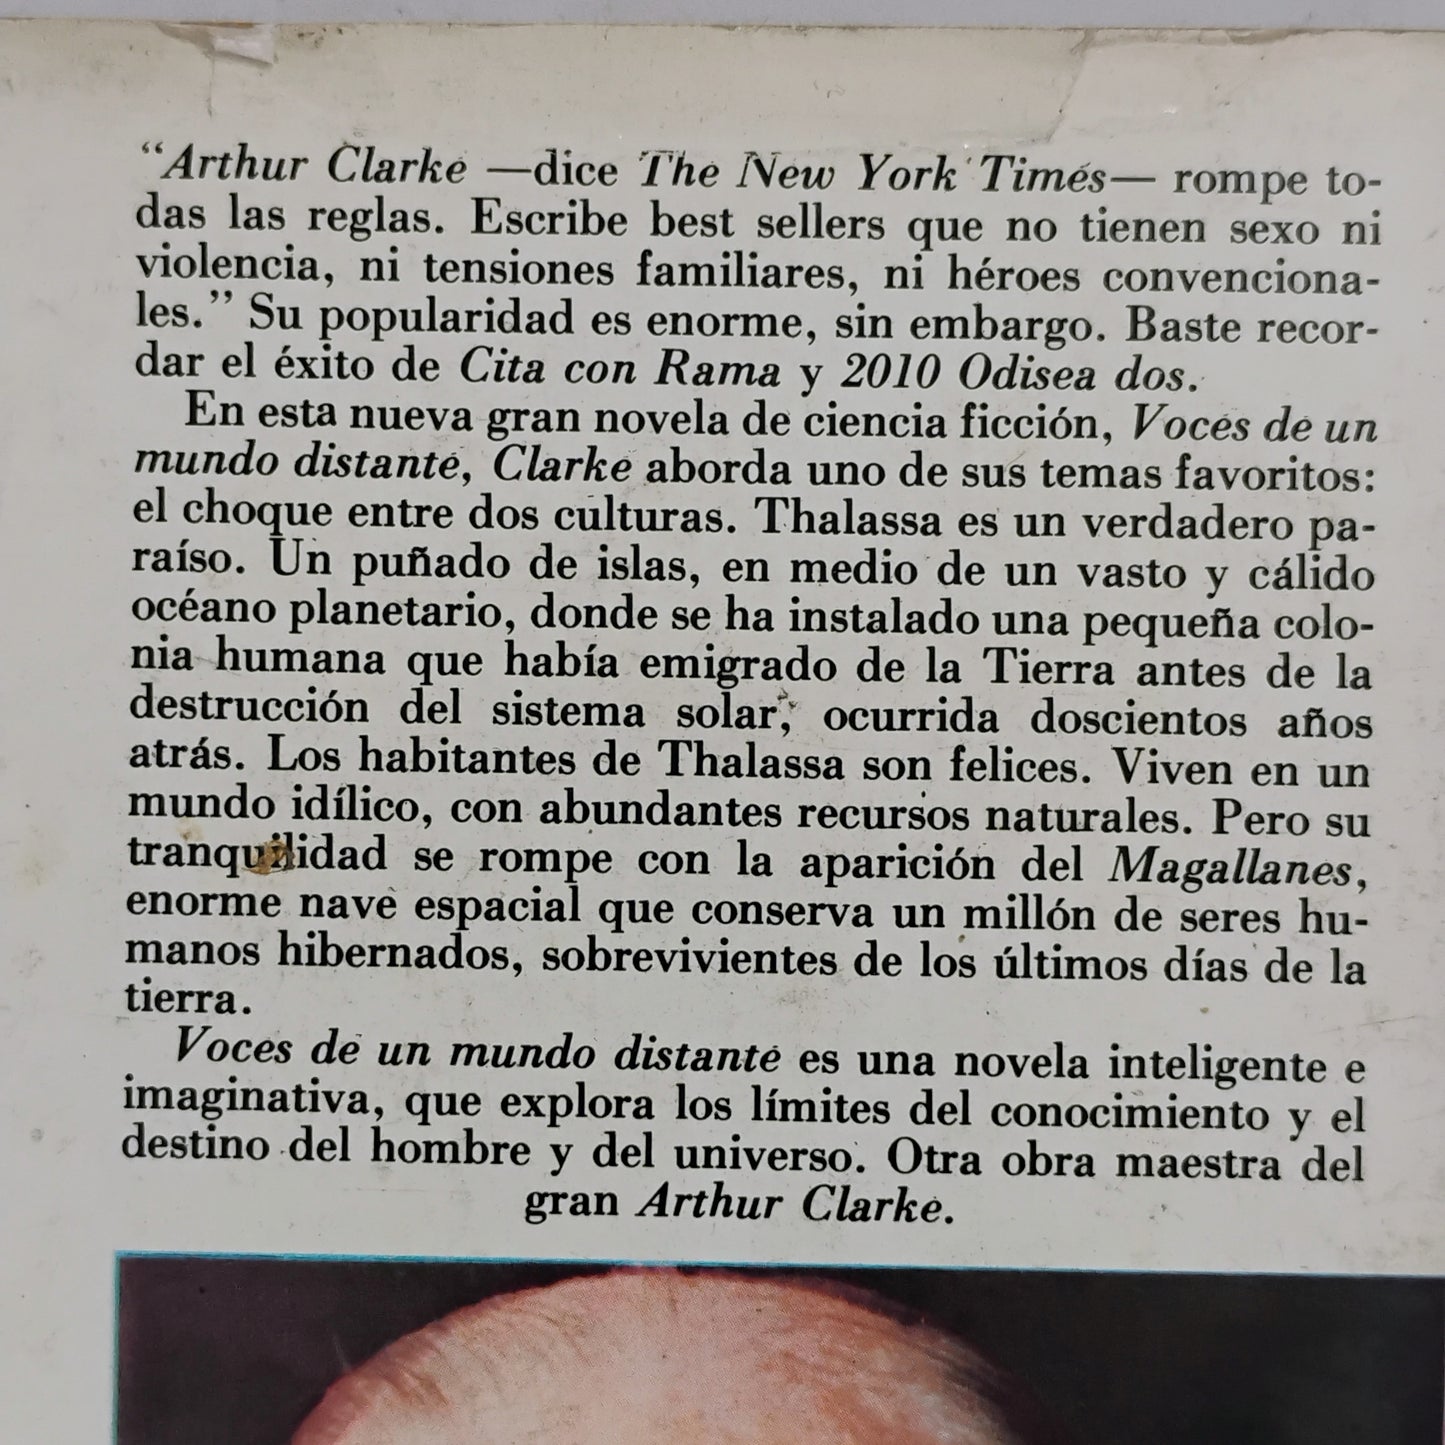 “Arthur Clarke —dice The New York Times— rompe to-
das las reglas. Escribe best sellers que no tienen sexo ni
violencia, ni tensiones familiares, ni héroes convenciona-
les.” Su popularidad es enorme, sin embargo. Baste recor-
dar el éxito de Cita con Rama y 2010 Odisea dos.
En esta nueva gran novela de ciencia ficción, Voces de un
mundo distante, Clarke aborda uno de sus temas favoritos:
el choque entre dos culturas. Thalassa es un verdadero pa-
raíso. Un puñado de islas, en medio de un vasto y cálido
océano planetario, donde se ha instalado una pequeña colo-
nia humana que había emigrado de la Tierra antes de la
destrucción del sistema solar, ocurrida doscientos años
atrás. Los habitantes de Thalassa son felices. Viven en un
mundo idílico, con abundantes recursos naturales. Pero su
tranquilidad se rompe con la aparición del Magallanes,
enorme nave espacial que conserva un millón de seres hu-
manos hibernados, sobrevivientes de los últimos días de la
tierra.
Voces de un mundo distante es una novela inteligente e
imaginativa, que explora los límites del conocimiento y el
destino del hombre y del universo. Otra obra maestra del
gran Arthur Clarke.